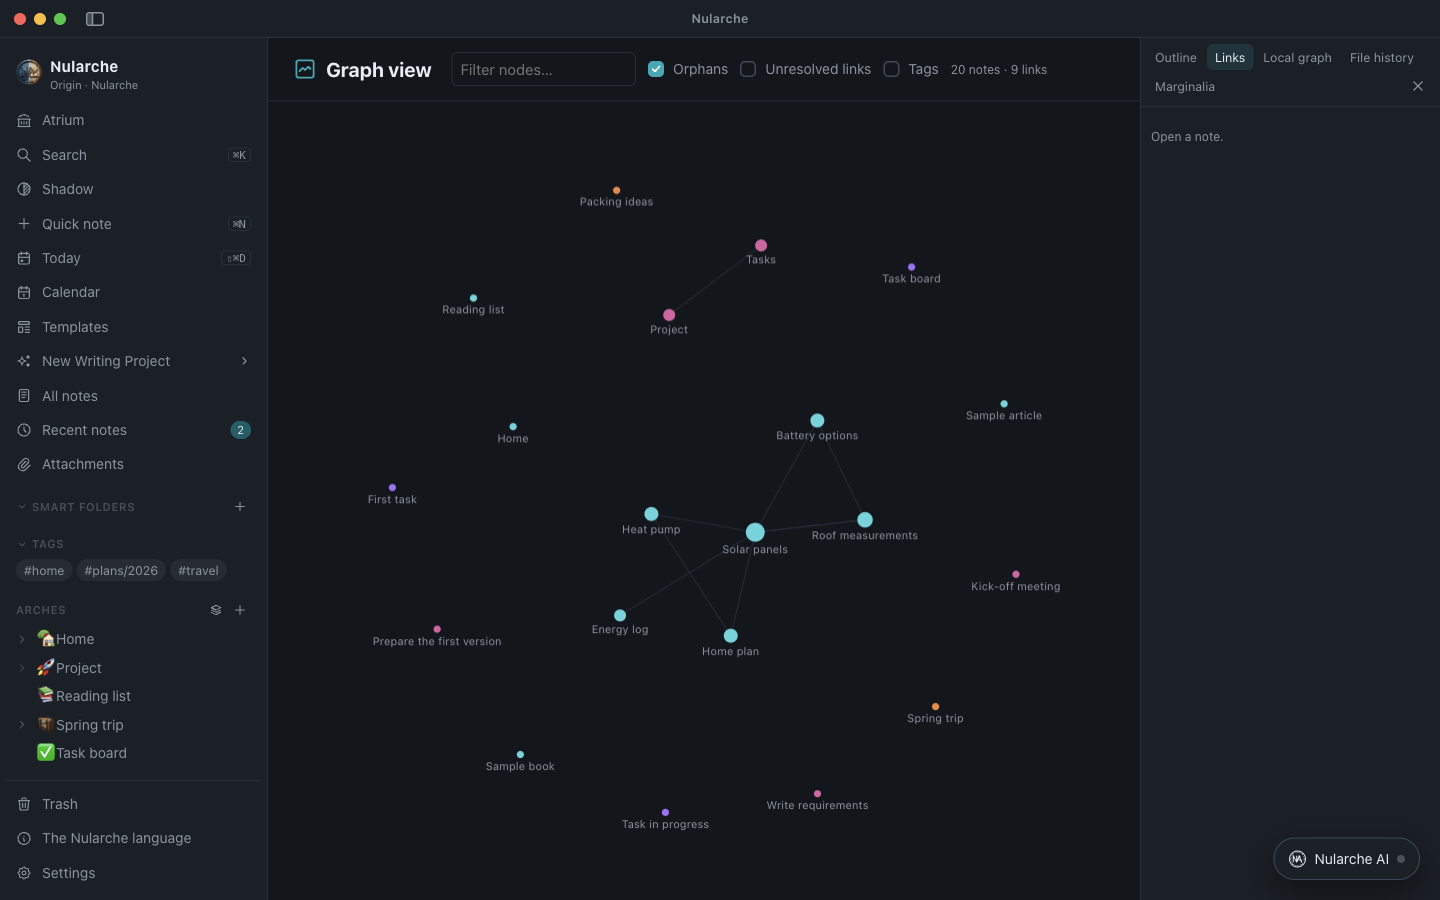 Nularche
Nularche
Origin · Nularche
Atrium
Search ⌘K
Shadow
Quick note ⌘N
Today ⇧⌘D
Calendar
Templates
New Writing Project
All notes
Recent notes 2
Attachments
SMART FOLDERS
TAGS
#home #plans/2026 #travel
ARCHES
Home
Project
Reading list
Spring trip
Task board
Trash
The Nularche language
Settings
Graph view Filter nodes... Orphans Unresolved links Tags 20 notes · 9 links
Packing ideas
Tasks
Task board
Reading list
Project
Sample article
Battery options
Home
First task
Heat pump
Solar panels
Roof measurements
Kick-off meeting
Energy log
Prepare the first version
Home plan
Spring trip
Sample book
Write requirements
Task in progress
Outline Links Local graph File history
Marginalia
Open a note.
Nularche AI